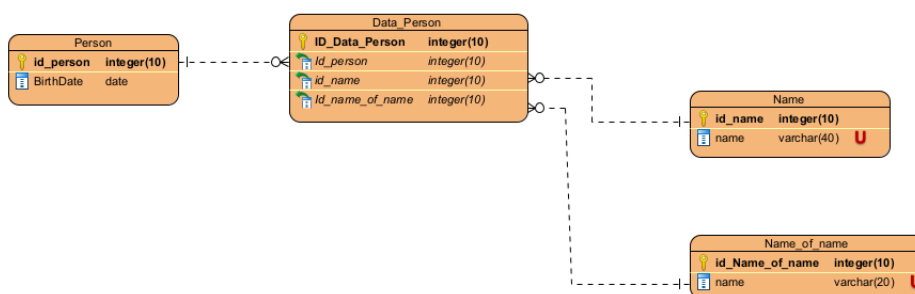 Person
id_person integer(10)
BirthDate date
Data_Person
ID_Data_Person integer(10)
Id_person integer(10)
id_name integer(10)
Id_name_of_name integer(10)
Name
id_name integer(10)
name varchar(40) U
Name_of_name
id_Name_of_name integer(10)
name varchar(20) U